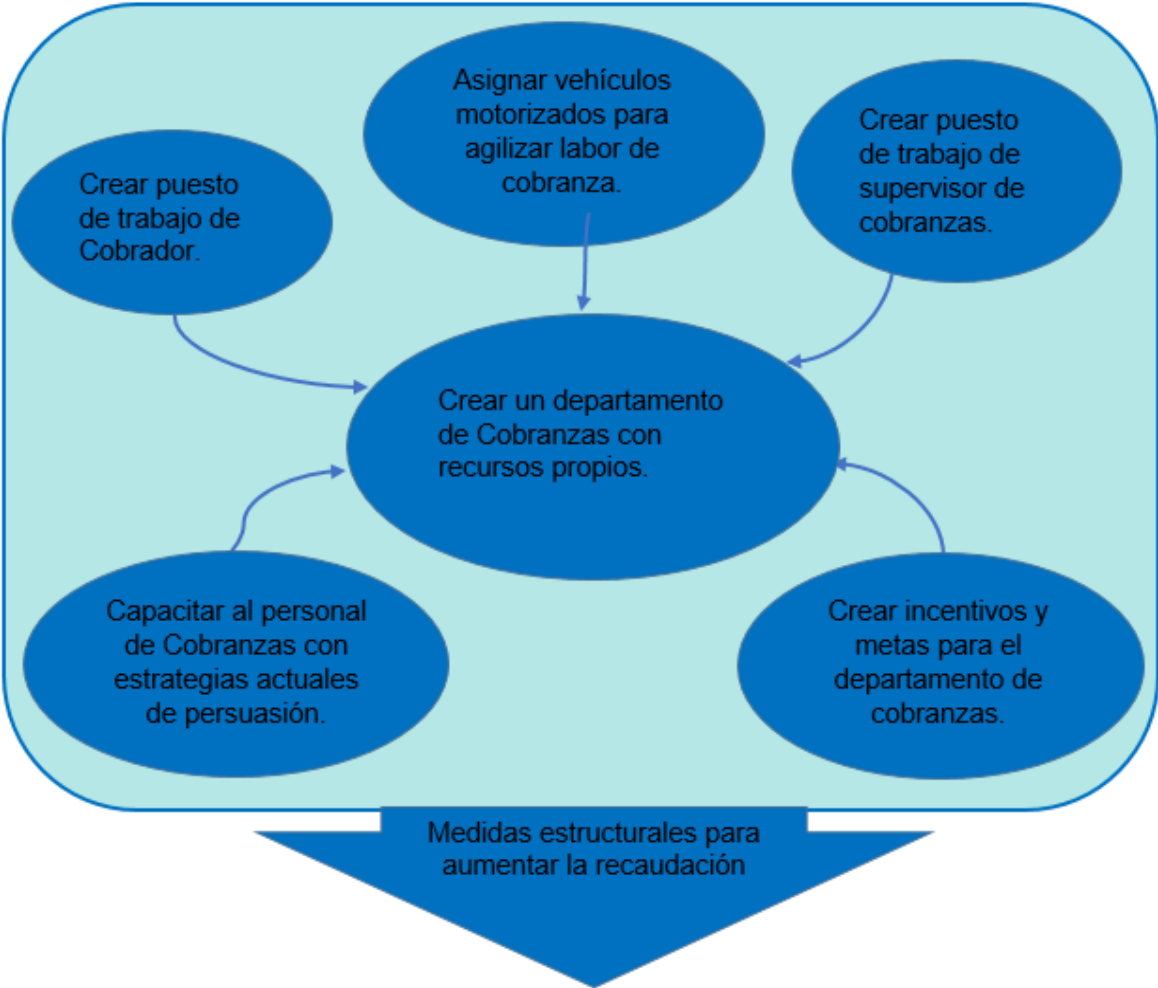 Asignar vehículos
motorizados para
agilizar labor de
cobranza.
Crear puesto
de trabajo de
supervisor de
cobranzas.
Crear puesto
de trabajo de
Cobrador.
Crear un departamento
de Cobranzas con
recursos propios.
Capacitar al personal
de Cobranzas con
estrategias actuales
de persuasión.
Crear incentivos y
metas para el
departamento de
cobranzas.
Medidas estructurales para
aumentar la recaudación